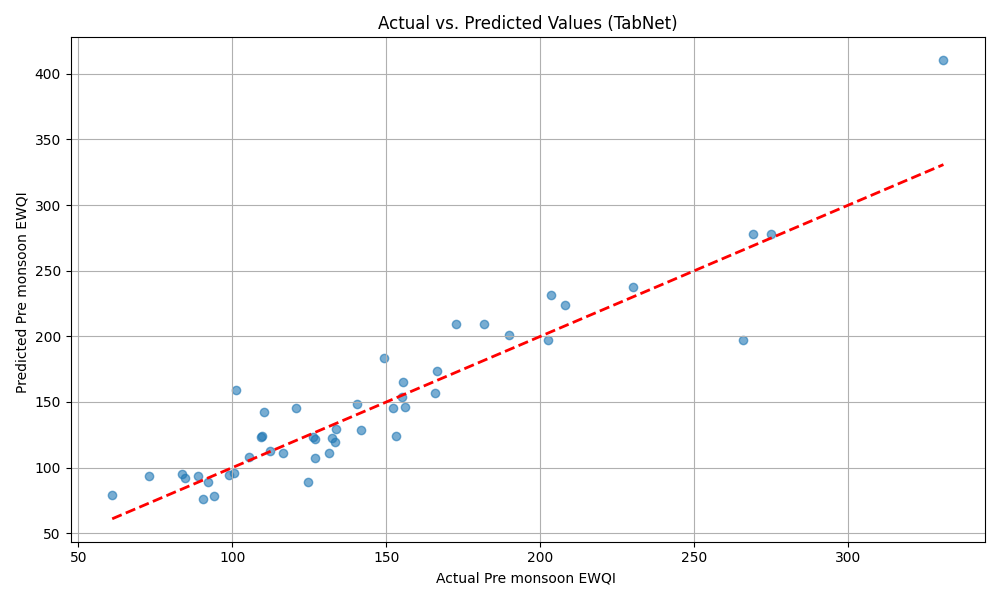 Actual vs. Predicted Values (TabNet)
Predicted Pre monsoon EWQI
400
350
300
250
200
150
100
50
50 100 150 200 250 300
Actual Pre monsoon EWQI